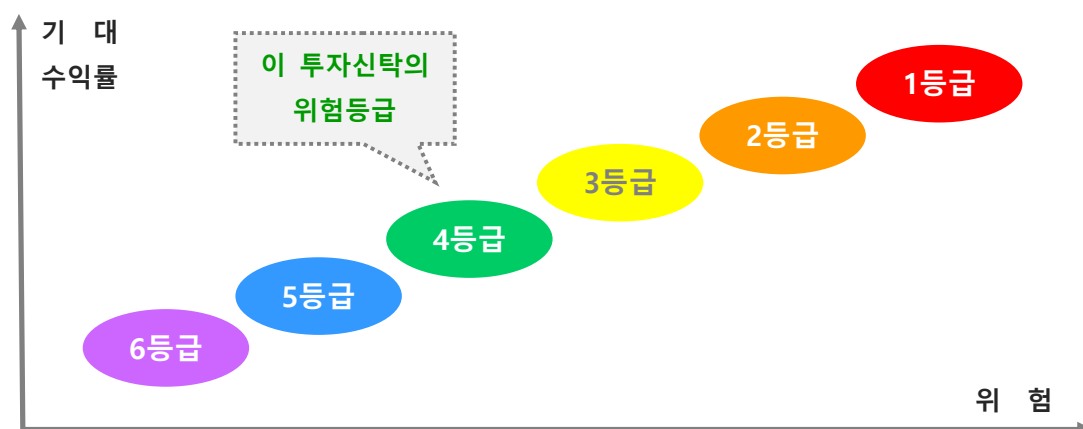 기 대
수익률
이 투자신탁의
위험등급
1등급
2등급
3등급
4등급
5등급
6등급
위 험